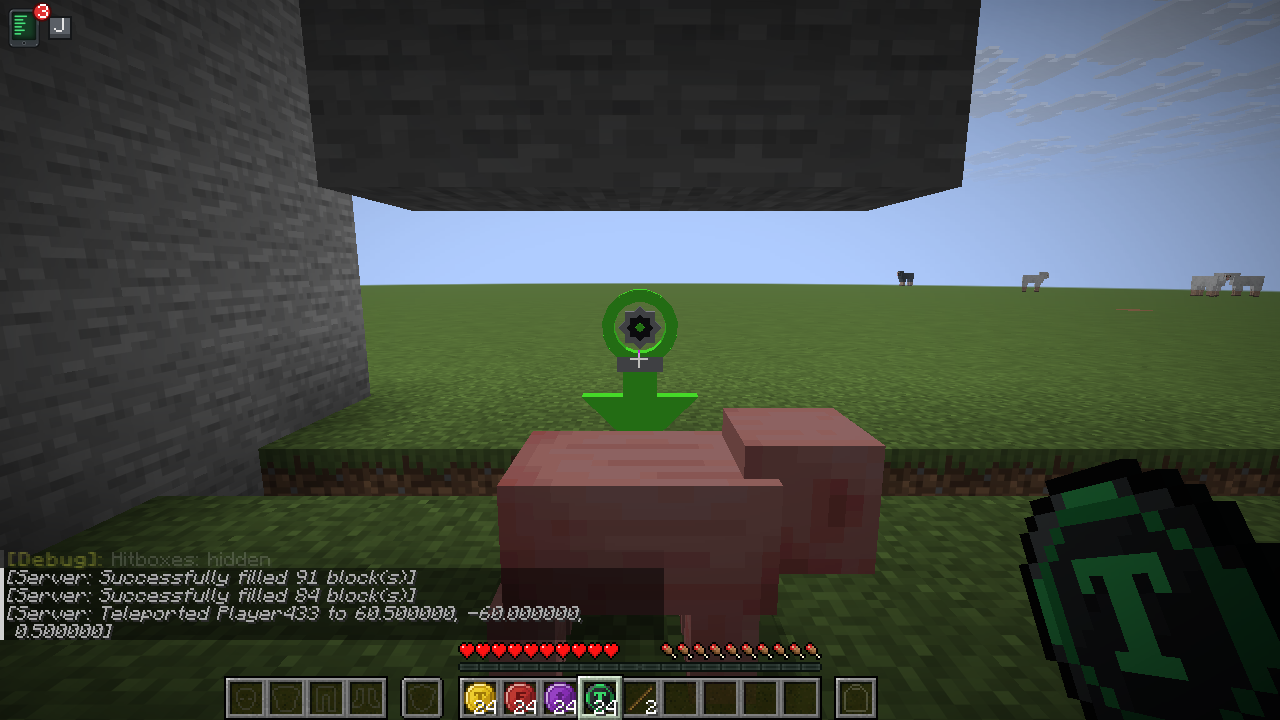 3
J
[Debug]: Hitboxes: hidden
[Server: Successfully filled 91 block(s)]
[Server: Successfully filled 84 block(s)]
[Server: Teleported Player433 to 60.500000, -60.000000,
0.500000]
T
24 24 24 24 2